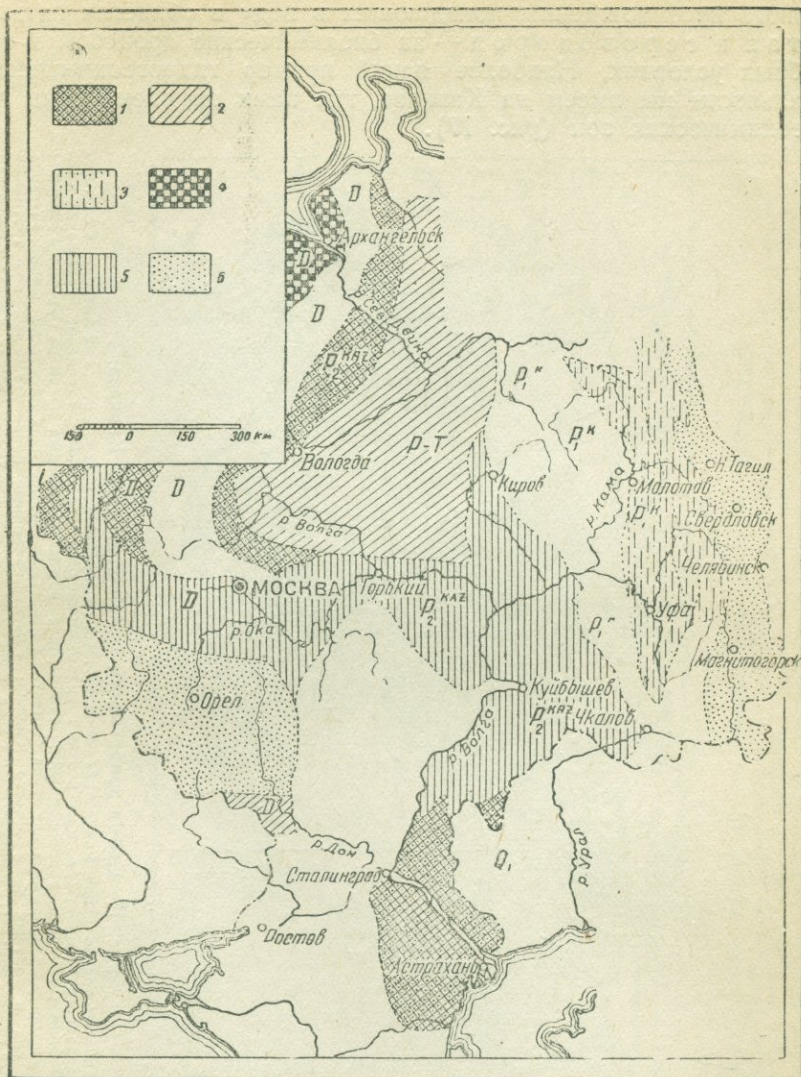 1
2
3
4
5
6
150 0 150 300 км
D
Архангельск
D
D
р. Сев. Двина
P₂ᴷᴬᶻ
P₁ᴷ
P₁ᴷ
P-T
Вологда
Киров
р. Кама
Н. Тагил
Молотов
Pᴷ
Свердловск
D
D
р. Волга
Челябинск
МОСКВА
Горький
D
P₂ᴷᴬᶻ
р. Ока
Уфа
Магнитогорск
Орел
Куйбышев
P₂ᴷᴬᶻ
Чкалов
р. Волга
D
р. Дон
Q₁
р. Урал
Сталинград
Ростов
Астрахань